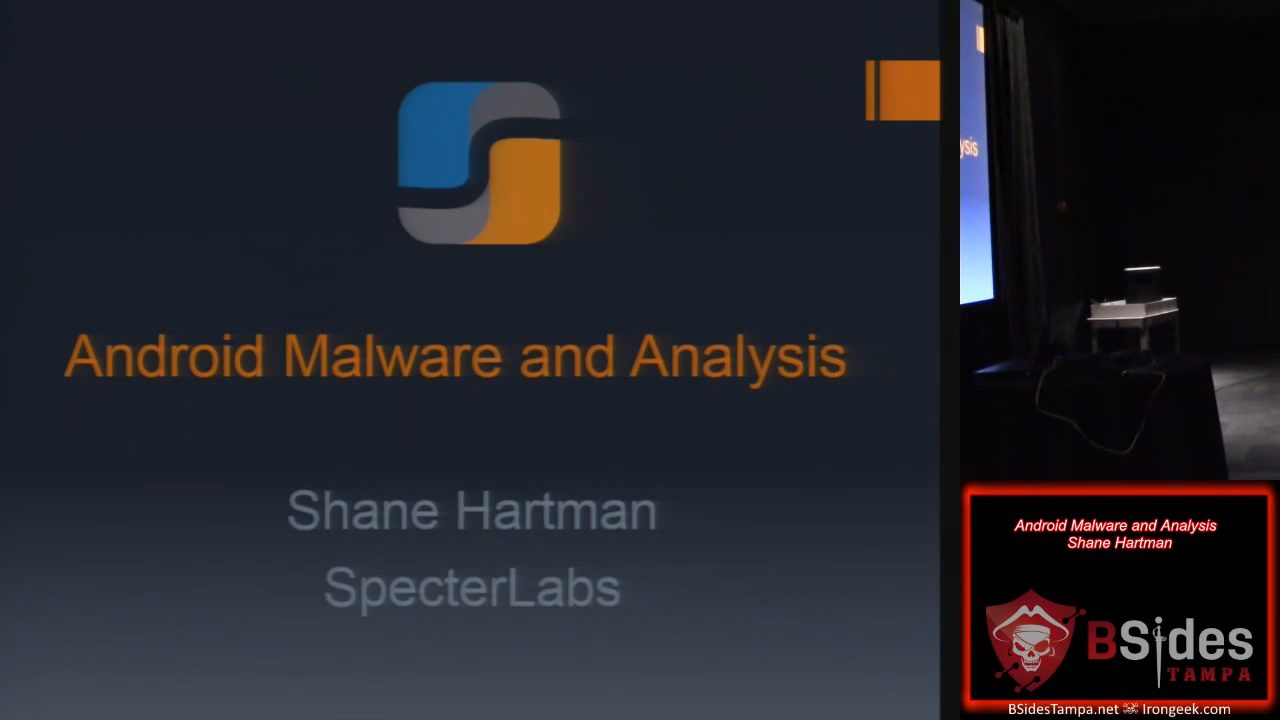 Android Malware and Analysis
Shane Hartman
SpecterLabs
ysis
Android Malware and Analysis
Shane Hartman
BSides
TAMPA
BSidesTampa.net Irongeek.com